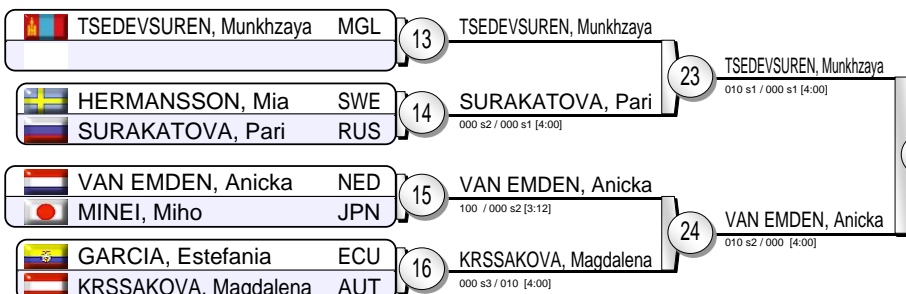 TSEDEVSUREN, Munkhzaya MGL
13
TSEDEVSUREN, Munkhzaya
23
TSEDEVSUREN, Munkhzaya
010 s1 / 000 s1 [4:00]
HERMANSSON, Mia SWE
SURAKATOVA, Pari RUS
14
SURAKATOVA, Pari
000 s2 / 000 s1 [4:00]
VAN EMDEN, Anicka NED
MINEI, Miho JPN
15
VAN EMDEN, Anicka
100 / 000 s2 [3:12]
24
VAN EMDEN, Anicka
010 s2 / 000 [4:00]
GARCIA, Estefania ECU
KRSSAKOVA, Magdalena AUT
16
KRSSAKOVA, Magdalena
000 s3 / 010 [4:00]